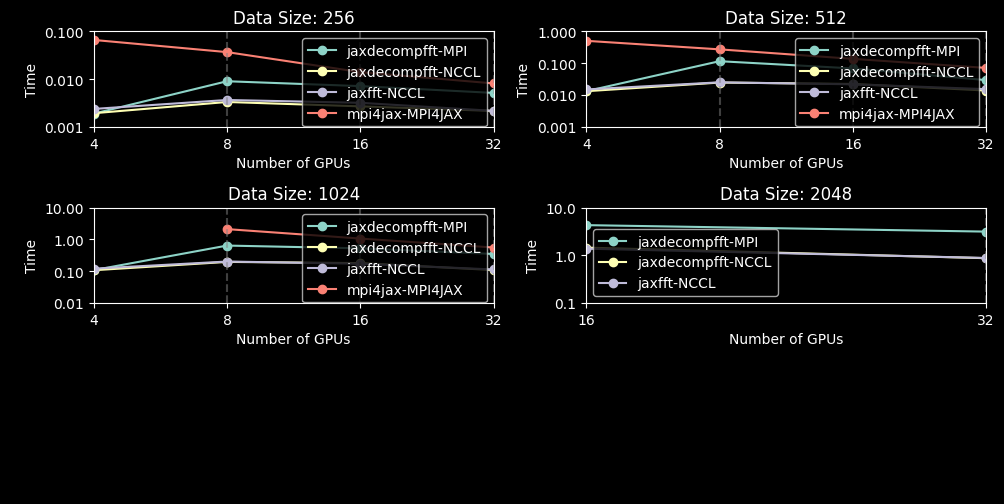 Data Size: 256
0.100
0.010
0.001
Time
jaxdecompfft-MPI
jaxdecompfft-NCCL
jaxfft-NCCL
mpi4jax-MPI4JAX
4 8 16 32
Number of GPUs
Data Size: 512
1.000
0.100
0.010
0.001
Time
jaxdecompfft-MPI
jaxdecompfft-NCCL
jaxfft-NCCL
mpi4jax-MPI4JAX
4 8 16 32
Number of GPUs
Data Size: 1024
10.00
1.00
0.10
0.01
Time
jaxdecompfft-MPI
jaxdecompfft-NCCL
jaxfft-NCCL
mpi4jax-MPI4JAX
4 8 16 32
Number of GPUs
Data Size: 2048
10.0
1.0
0.1
Time
jaxdecompfft-MPI
jaxdecompfft-NCCL
jaxfft-NCCL
16 32
Number of GPUs